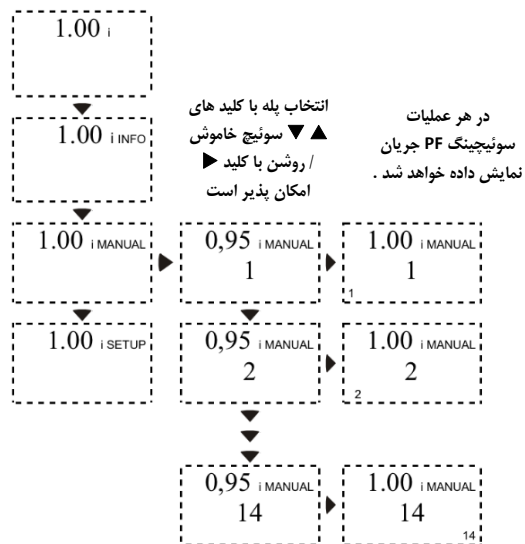 1.00 i
1.00 i INFO
انتخاب پله با کلید های
▲▼ سوئیچ خاموش
/ روشن با کلید ▶
امکان پذیر است
در هر عملیات
سوئیچینگ PF جریان
نمایش داده خواهد شد .
1.00 i MANUAL
0,95 i MANUAL
1
1.00 i MANUAL
1
1
1.00 i SETUP
0,95 i MANUAL
2
1.00 i MANUAL
2
2
0,95 i MANUAL
14
1.00 i MANUAL
14
14